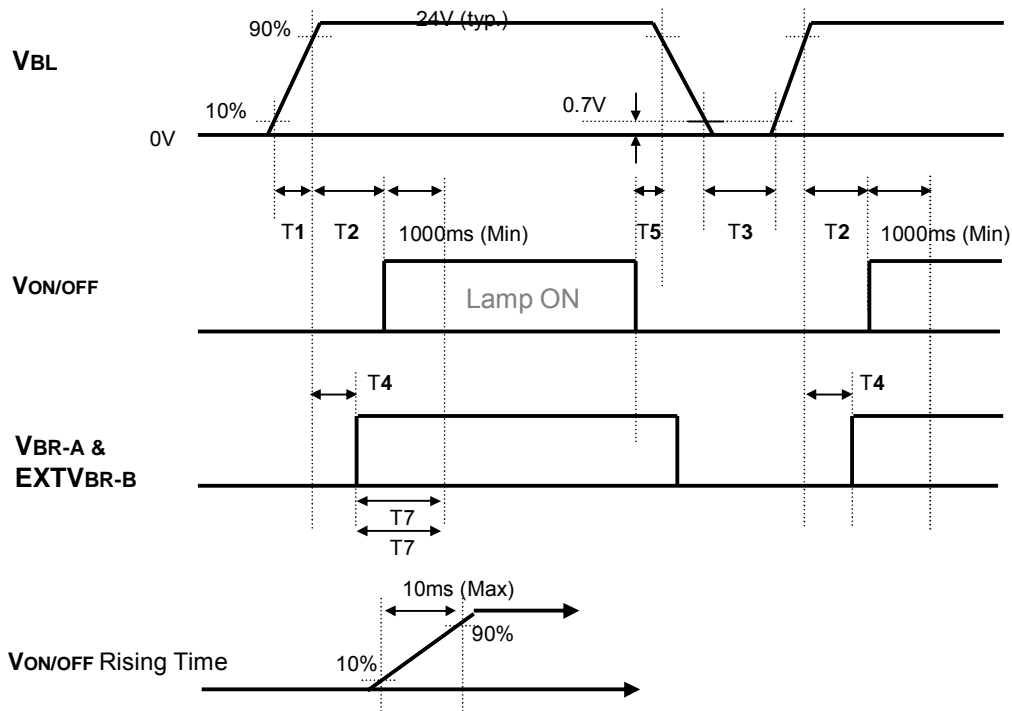 24V (typ.)
90%
VBL
10%
0.7V
0V
T1 T2 1000ms (Min) T5 T3 T2 1000ms (Min)
VON/OFF
Lamp ON
T4 T4
VBR-A &
EXTVBR-B
T7
T7
10ms (Max)
90%
VON/OFF Rising Time 10%